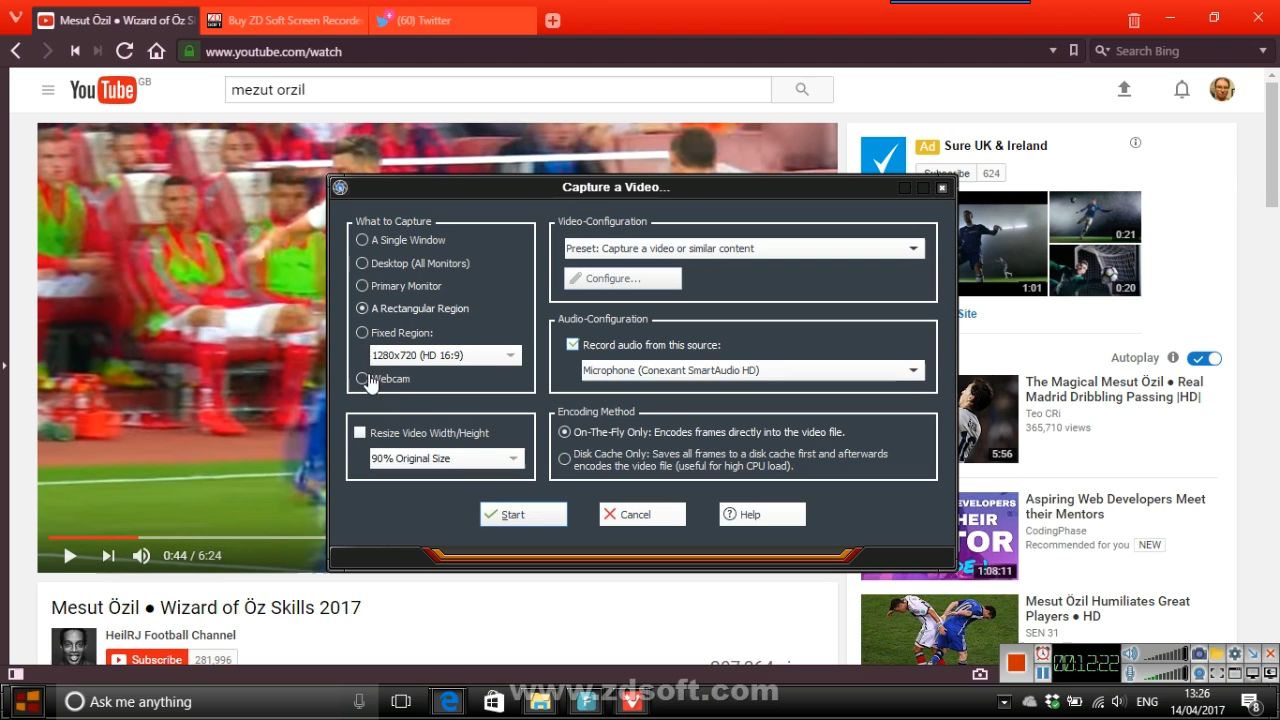 Mesut Özil ● Wizard of Öz S
Buy ZD Soft Screen Recorde
(60) Twitter
www.youtube.com/watch
Search Bing
YouTube GB
mezut orzil
Ad Sure UK & Ireland
Subscribe 624
0:21
1:01
0:20
Site
Capture a Video...
What to Capture
A Single Window
Desktop (All Monitors)
Primary Monitor
A Rectangular Region
Fixed Region:
1280x720 (HD 16:9)
Webcam
Resize Video Width/Height
90% Original Size
Video-Configuration
Preset: Capture a video or similar content
Configure...
Audio-Configuration
Record audio from this source:
Microphone (Conexant SmartAudio HD)
Encoding Method
On-The-Fly Only: Encodes frames directly into the video file.
Disk Cache Only: Saves all frames to a disk cache first and afterwards
encodes the video file (useful for high CPU load).
Start
Cancel
Help
0:44 / 6:24
Autoplay
The Magical Mesut Özil ● Real
Madrid Dribbling Passing |HD|
Teo CRi
365,710 views
5:56
Aspiring Web Developers Meet
their Mentors
CodingPhase
Recommended for you NEW
1:08:11
Mesut Özil Humiliates Great
Players ● HD
SEN 31
Mesut Özil ● Wizard of Öz Skills 2017
HeilRJ Football Channel
Subscribe 281,996
00:12:22
Ask me anything
www.zdsoft.com
ENG
13:26
14/04/2017
8